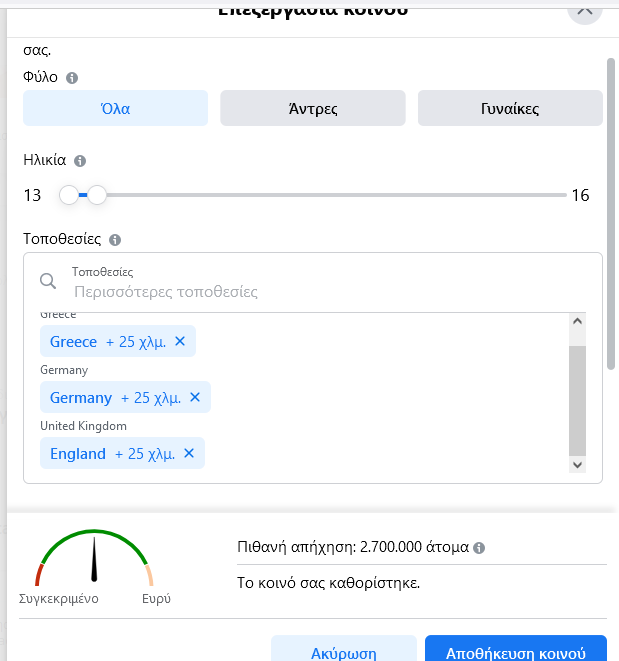 Επεξεργασία κοινού
σας.
Φύλο
Όλα
Άντρες
Γυναίκες
Ηλικία
13
16
Τοποθεσίες
Τοποθεσίες
Περισσότερες τοποθεσίες
Greece
Greece + 25 χλμ. ✕
Germany
Germany + 25 χλμ. ✕
United Kingdom
England + 25 χλμ. ✕
Συγκεκριμένο
Ευρύ
Πιθανή απήχηση: 2.700.000 άτομα
Το κοινό σας καθορίστηκε.
Ακύρωση
Αποθήκευση κοινού